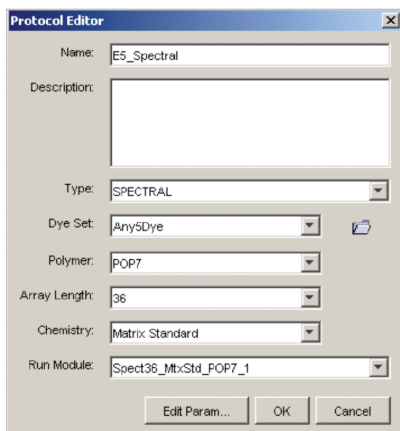 Protocol Editor
Name: E5_Spectral
Description:
Type: SPECTRAL
Dye Set: Any5Dye
Polymer: POP7
Array Length: 36
Chemistry: Matrix Standard
Run Module: Spect36_MtxStd_POP7_1
Edit Param... OK Cancel